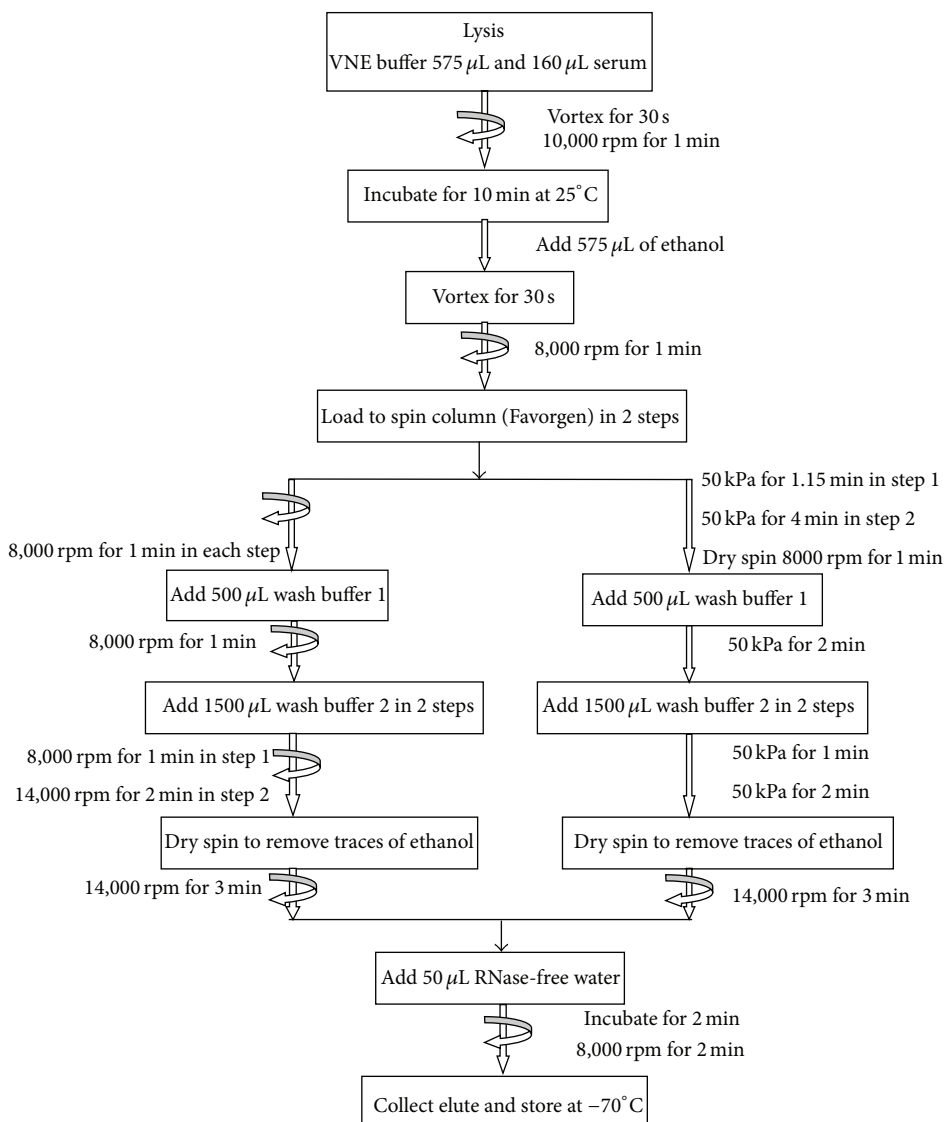 Lysis
VNE buffer 575 μL and 160 μL serum
Vortex for 30 s
10,000 rpm for 1 min
Incubate for 10 min at 25°C
Add 575 μL of ethanol
Vortex for 30 s
8,000 rpm for 1 min
Load to spin column (Favorgen) in 2 steps
8,000 rpm for 1 min in each step
Add 500 μL wash buffer 1
8,000 rpm for 1 min
Add 1500 μL wash buffer 2 in 2 steps
8,000 rpm for 1 min in step 1
14,000 rpm for 2 min in step 2
Dry spin to remove traces of ethanol
14,000 rpm for 3 min
50 kPa for 1.15 min in step 1
50 kPa for 4 min in step 2
Dry spin 8000 rpm for 1 min
Add 500 μL wash buffer 1
50 kPa for 2 min
Add 1500 μL wash buffer 2 in 2 steps
50 kPa for 1 min
50 kPa for 2 min
Dry spin to remove traces of ethanol
14,000 rpm for 3 min
Add 50 μL RNase-free water
Incubate for 2 min
8,000 rpm for 2 min
Collect elute and store at −70°C